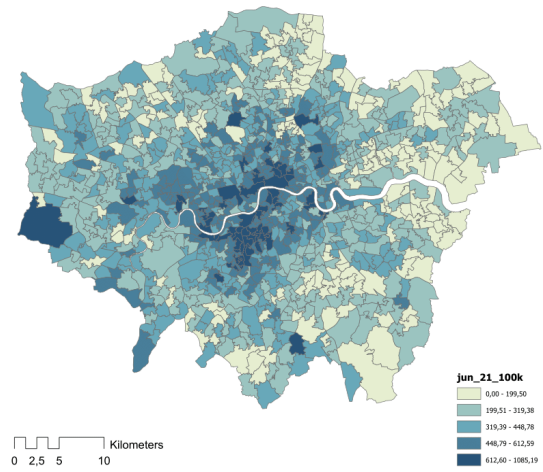 jun_21_100k
0,00 - 199,50
199,51 - 319,38
319,39 - 448,78
448,79 - 612,59
612,60 - 1085,19
0 2,5 5 10 Kilometers